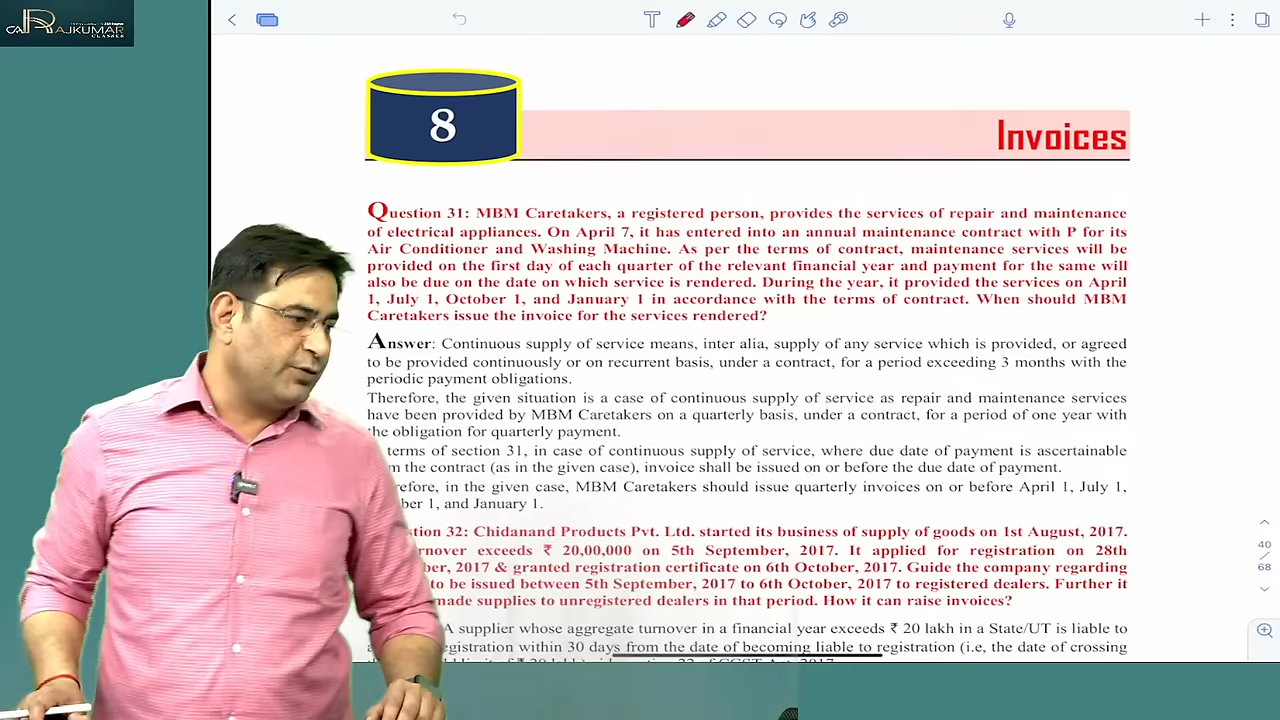 CA RAJKUMAR
CLASSES
T
8
Invoices
Question 31: MBM Caretakers, a registered person, provides the services of repair and maintenance
of electrical appliances. On April 7, it has entered into an annual maintenance contract with P for its
Air Conditioner and Washing Machine. As per the terms of contract, maintenance services will be
provided on the first day of each quarter of the relevant financial year and payment for the same will
also be due on the date on which service is rendered. During the year, it provided the services on April
1, July 1, October 1, and January 1 in accordance with the terms of contract. When should MBM
Caretakers issue the invoice for the services rendered?
Answer: Continuous supply of service means, inter alia, supply of any service which is provided, or agreed
to be provided continuously or on recurrent basis, under a contract, for a period exceeding 3 months with the
periodic payment obligations.
Therefore, the given situation is a case of continuous supply of service as repair and maintenance services
have been provided by MBM Caretakers on a quarterly basis, under a contract, for a period of one year with
the obligation for quarterly payment.
terms of section 31, in case of continuous supply of service, where due date of payment is ascertainable
the contract (as in the given case), invoice shall be issued on or before the due date of payment.
in the given case, MBM Caretakers should issue quarterly invoices on or before April 1, July 1,
1, and January 1.
32: Chidanand Products Pvt. Ltd. started its business of supply of goods on 1st August, 2017.
exceeds ₹ 20,00,000 on 5th September, 2017. It applied for registration on 28th
2017 & granted registration certificate on 6th October, 2017. Guide the company regarding
to be issued between 5th September, 2017 to 6th October, 2017 to registered dealers. Further it
made supplies to unregistered dealers in that period. How it can raise invoices?
A supplier whose aggregate turnover in a financial year exceeds ₹ 20 lakh in a State/UT is liable to
registration within 30 days from the date of becoming liable to registration (i.e, the date of crossing
40
68